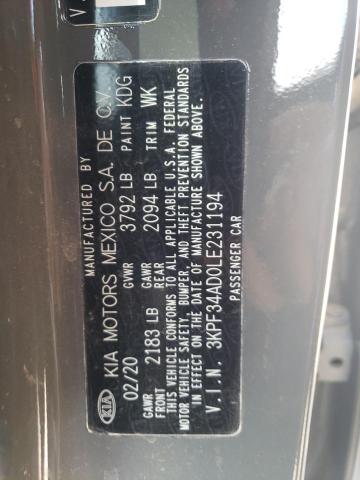 V.
MANUFACTURED BY
KIA KIA MOTORS MEXICO S.A. DE C.V.
02/20 GVWR 3792 LB PAINT KDG
GAWR FRONT 2183 LB GAWR REAR 2094 LB TRIM WK
THIS VEHICLE CONFORMS TO ALL APPLICABLE U.S.A. FEDERAL
MOTOR VEHICLE SAFETY, BUMPER, AND THEFT PREVENTION STANDARDS
IN EFFECT ON THE DATE OF MANUFACTURE SHOWN ABOVE.
V.I.N. 3KPF34AD0LE231194
PASSENGER CAR